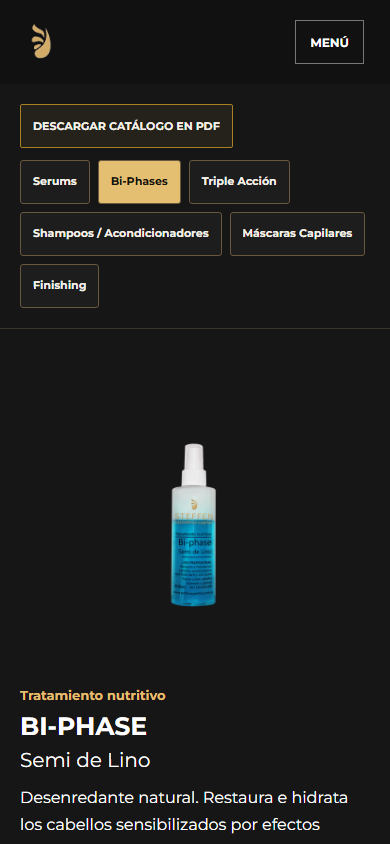 MENÚ
DESCARGAR CATÁLOGO EN PDF
Serums
Bi-Phases
Triple Acción
Shampoos / Acondicionadores
Máscaras Capilares
Finishing
Bi-phase
Semi de Lino
Tratamiento nutritivo
BI-PHASE
Semi de Lino
Desenredante natural. Restaura e hidrata
los cabellos sensibilizados por efectos